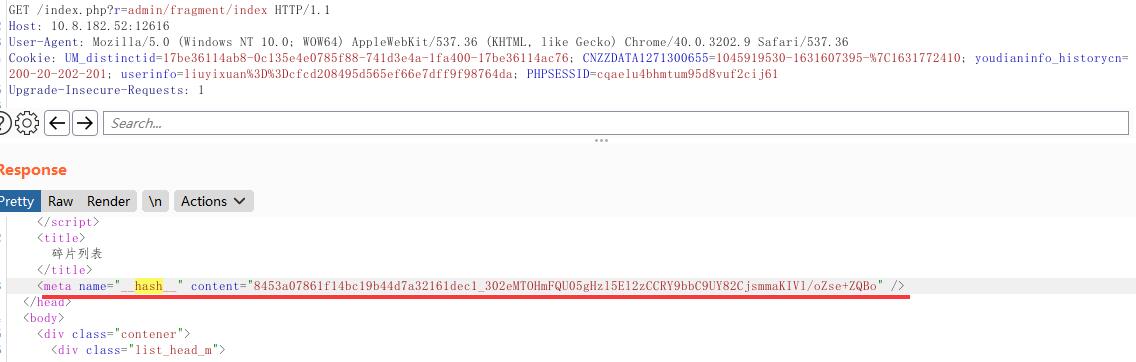 GET /index.php?r=admin/fragment/index HTTP/1.1
Host: 10.8.182.52:12616
User-Agent: Mozilla/5.0 (Windows NT 10.0; WOW64) AppleWebKit/537.36 (KHTML, like Gecko) Chrome/40.0.3202.9 Safari/537.36
Cookie: UM_distinctid=17be36114ab8-0c135e4e0785f88-741d3e4a-1fa400-17be36114ac76; CNZZDATA1271300655=1045919530-1631607395-%7C1631772410; youdianinfo_historycn=
200-20-202-201; userinfo=liuyixuan%3D%3Dcfcd208495d565ef66e7dff9f98764da; PHPSESSID=cqaelu4bhmtum95d8vuf2cij61
Upgrade-Insecure-Requests: 1
Search...
Response
Pretty Raw Render \n Actions
</script>
<title>
碎片列表
</title>
<meta name="__hash__" content="8453a07861f14bc19b44d7a32161dec1_302eMTOHmFQU05gHzl5El2zCCRY9bbC9UY82CjsmmaKIVl/oZse+ZQBo" />
</head>
<body>
<div class="contener">
<div class="list_head_m">